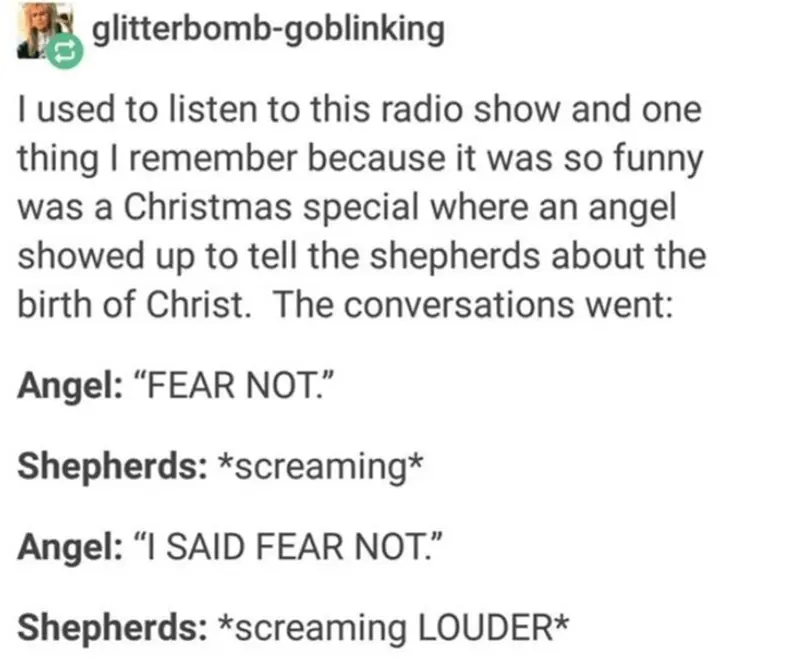 glitterbomb-goblinking
I used to listen to this radio show and one
thing I remember because it was so funny
was a Christmas special where an angel
showed up to tell the shepherds about the
birth of Christ.  The conversations went:
Angel: “FEAR NOT.”
Shepherds: *screaming*
Angel: “I SAID FEAR NOT.”
Shepherds: *screaming LOUDER*